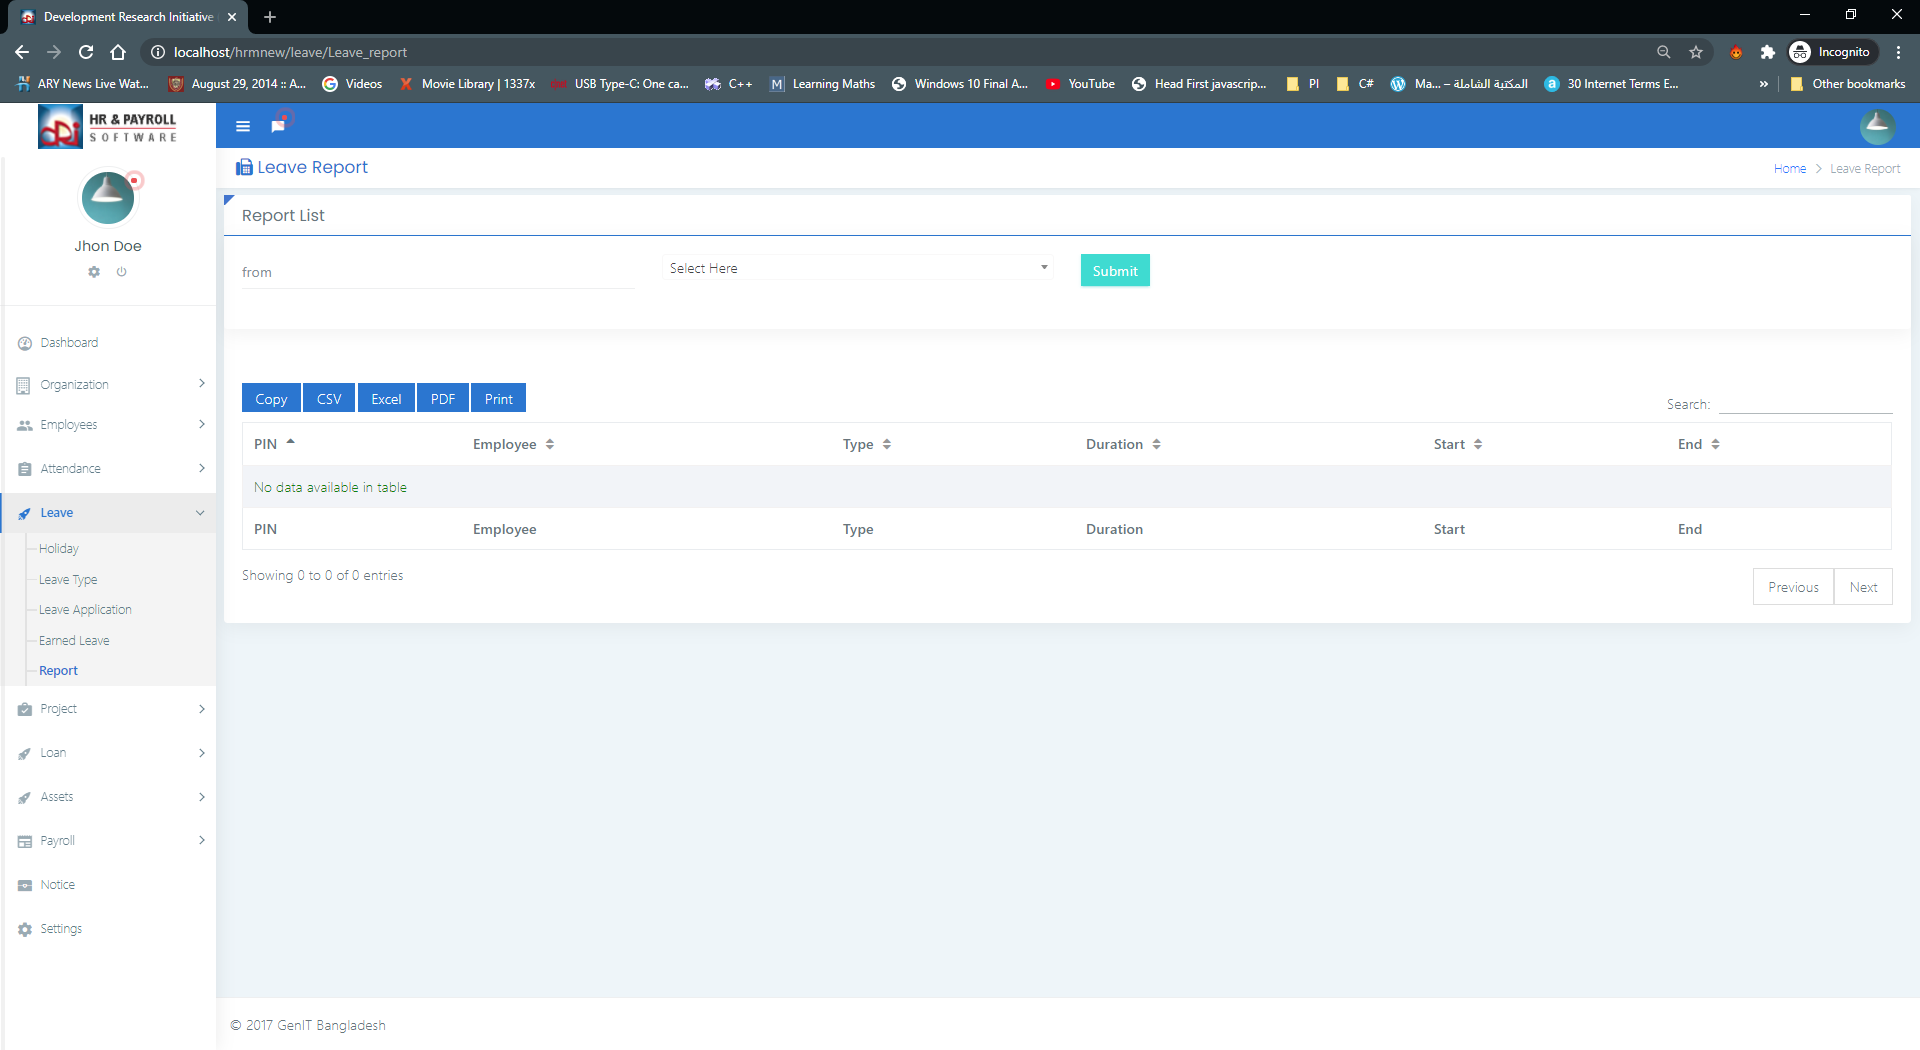 Development Research Initiative
localhost/hrmnew/leave/Leave_report
Incognito
ARY News Live Wat...
August 29, 2014 :: A...
Videos
Movie Library | 1337x
USB Type-C: One ca...
C++
Learning Maths
Windows 10 Final A...
YouTube
Head First javascrip...
PI
C#
Ma... – المكتبة الشاملة
30 Internet Terms E...
»
Other bookmarks
HR & PAYROLL
SOFTWARE
Leave Report
Home > Leave Report
Jhon Doe
Dashboard
Organization
Employees
Attendance
Leave
Holiday
Leave Type
Leave Application
Earned Leave
Report
Project
Loan
Assets
Payroll
Notice
Settings
Report List
from
Select Here
Submit
Copy CSV Excel PDF Print
Search:
PIN Employee Type Duration Start End
No data available in table
PIN Employee Type Duration Start End
Showing 0 to 0 of 0 entries
Previous Next
© 2017 GenIT Bangladesh